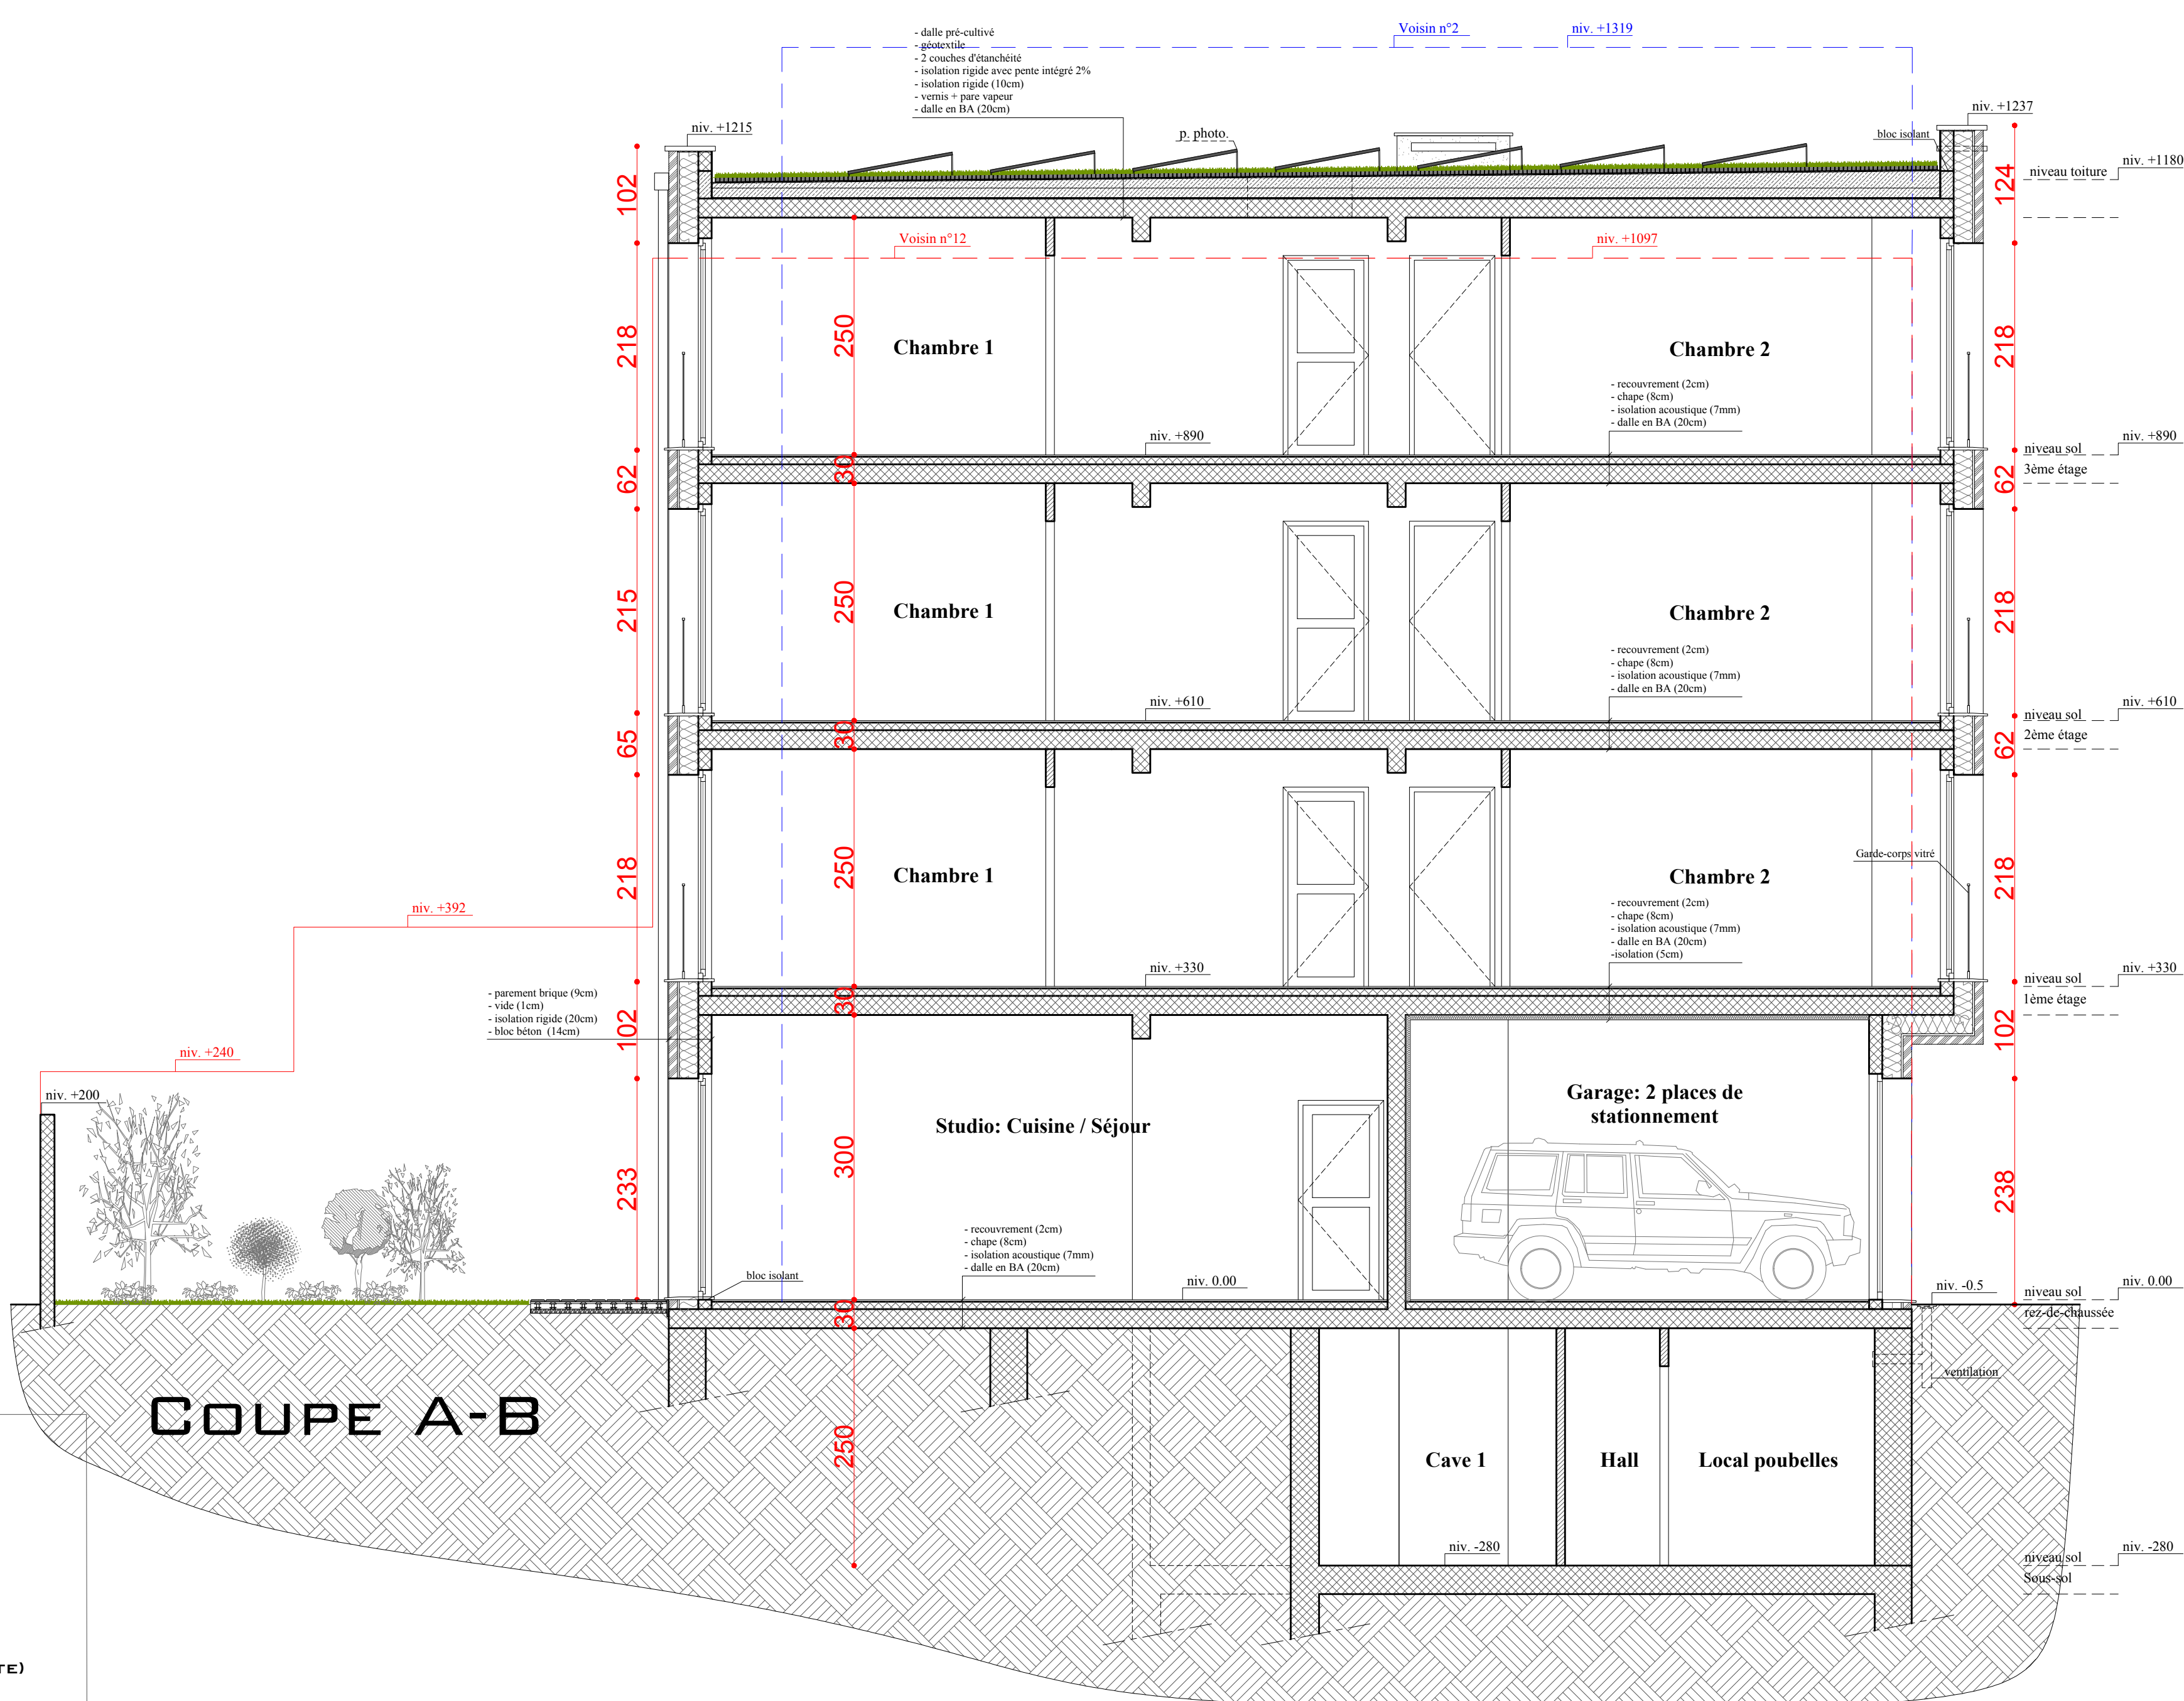 Voisin n°2
niv. +1319
- dalle pré-cultivé
- géotextile
- 2 couches d'étanchéité
- isolation rigide avec pente intégré 2%
- isolation rigide (10cm)
- vernis + pare vapeur
- dalle en BA (20cm)
niv. +1215
p. photo.
niv. +1237
bloc isolant
niveau toiture
niv. +1180
102
124
Voisin n°12
niv. +1097
218
250
Chambre 1
Chambre 2
218
- recouvrement (2cm)
- chape (8cm)
- isolation acoustique (7mm)
- dalle en BA (20cm)
niv. +890
niveau sol
3ème étage
niv. +890
62
30
62
215
250
Chambre 1
Chambre 2
218
- recouvrement (2cm)
- chape (8cm)
- isolation acoustique (7mm)
- dalle en BA (20cm)
niv. +610
niveau sol
2ème étage
niv. +610
65
30
62
218
250
Chambre 1
Chambre 2
Garde-corps vitré
218
- recouvrement (2cm)
- chape (8cm)
- isolation acoustique (7mm)
- dalle en BA (20cm)
-isolation (5cm)
niv. +392
niv. +330
niveau sol
1ème étage
niv. +330
- parement brique (9cm)
- vide (1cm)
- isolation rigide (20cm)
- bloc béton (14cm)
102
30
102
niv. +240
niv. +200
Studio: Cuisine / Séjour
Garage: 2 places de
stationnement
233
300
238
- recouvrement (2cm)
- chape (8cm)
- isolation acoustique (7mm)
- dalle en BA (20cm)
bloc isolant
niv. 0.00
niv. -0.5
niveau sol
rez-de-chaussée
niv. 0.00
30
ventilation
COUPE A-B
250
Cave 1
Hall
Local poubelles
niv. -280
niveau sol
Sous-sol
niv. -280
TE)